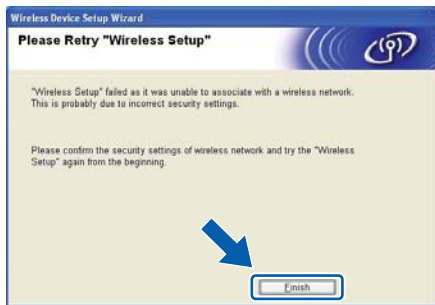 Wireless Device Setup Wizard
Please Retry "Wireless Setup"
"Wireless Setup" failed as it was unable to associate with a wireless network.
This is probably due to incorrect security settings.
Please confirm the security settings of wireless network and try the "Wireless
Setup" again from the beginning.
Finish